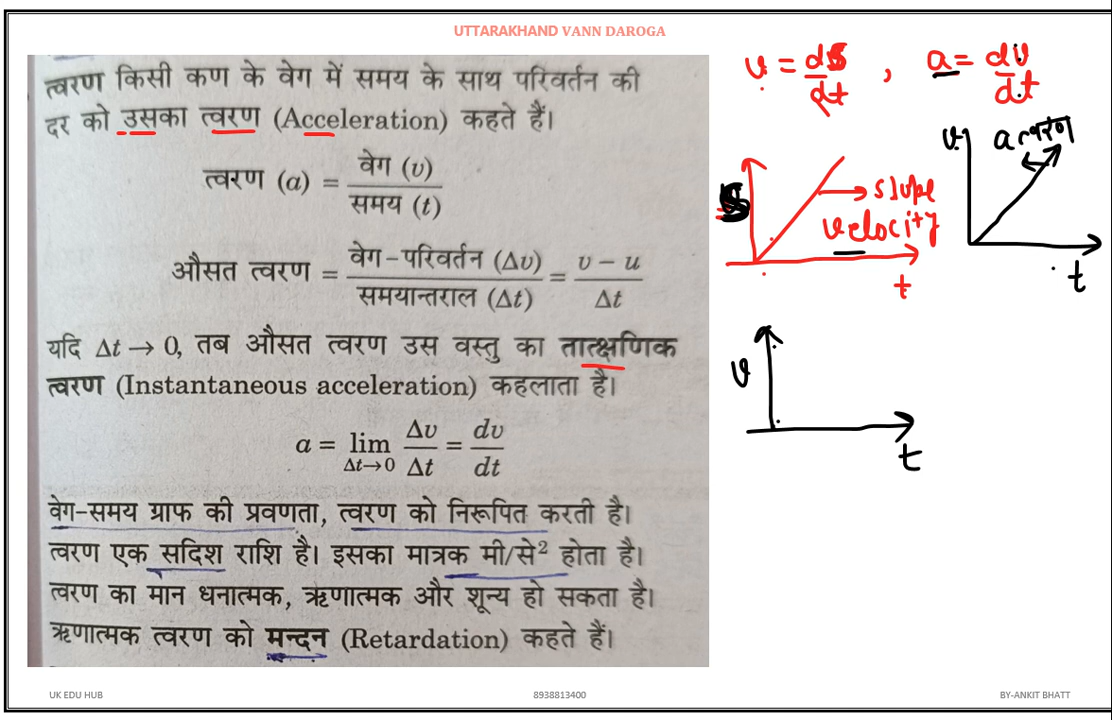 UTTARAKHAND VANN DAROGA
त्वरण किसी कण के वेग में समय के साथ परिवर्तन की
दर को उसका त्वरण (Acceleration) कहते हैं।
त्वरण (a) = वेग (υ) / समय (t)
औसत त्वरण = वेग-परिवर्तन (Δυ) / समयान्तराल (Δt) = υ − u / Δt
यदि Δt → 0, तब औसत त्वरण उस वस्तु का तात्क्षणिक
त्वरण (Instantaneous acceleration) कहलाता है।
a = lim Δt→0 Δυ / Δt = dυ / dt
वेग-समय ग्राफ की प्रवणता, त्वरण को निरूपित करती है।
त्वरण एक सदिश राशि है। इसका मात्रक मी/से² होता है।
त्वरण का मान धनात्मक, ऋणात्मक और शून्य हो सकता है।
ऋणात्मक त्वरण को मन्दन (Retardation) कहते हैं।
v = ds/dt , a = dv/dt
slope
velocity
t
v
a त्वरण
t
v
t
UK EDU HUB
8938813400
BY-ANKIT BHATT